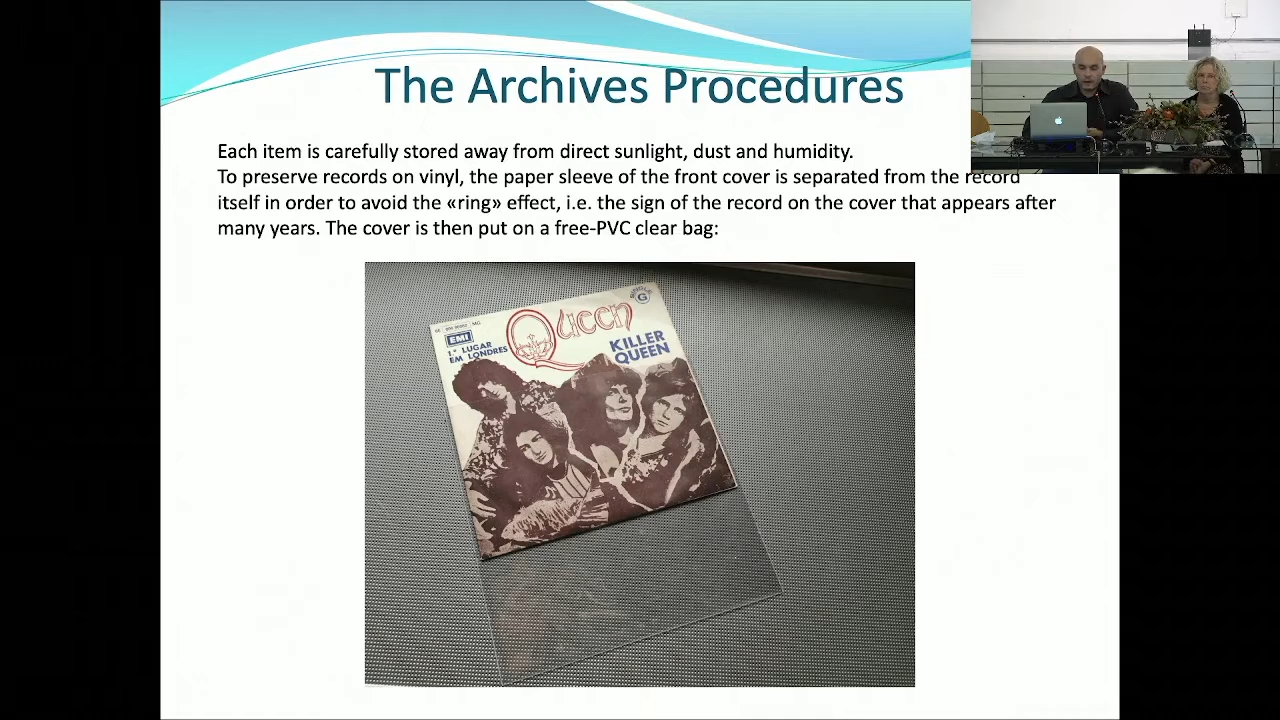 The Archives Procedures
Each item is carefully stored away from direct sunlight, dust and humidity.
To preserve records on vinyl, the paper sleeve of the front cover is separated from the record
itself in order to avoid the «ring» effect, i.e. the sign of the record on the cover that appears after
many years. The cover is then put on a free-PVC clear bag:
EMI
1º LUGAR
EM LONDRES
Queen
KILLER
QUEEN
G